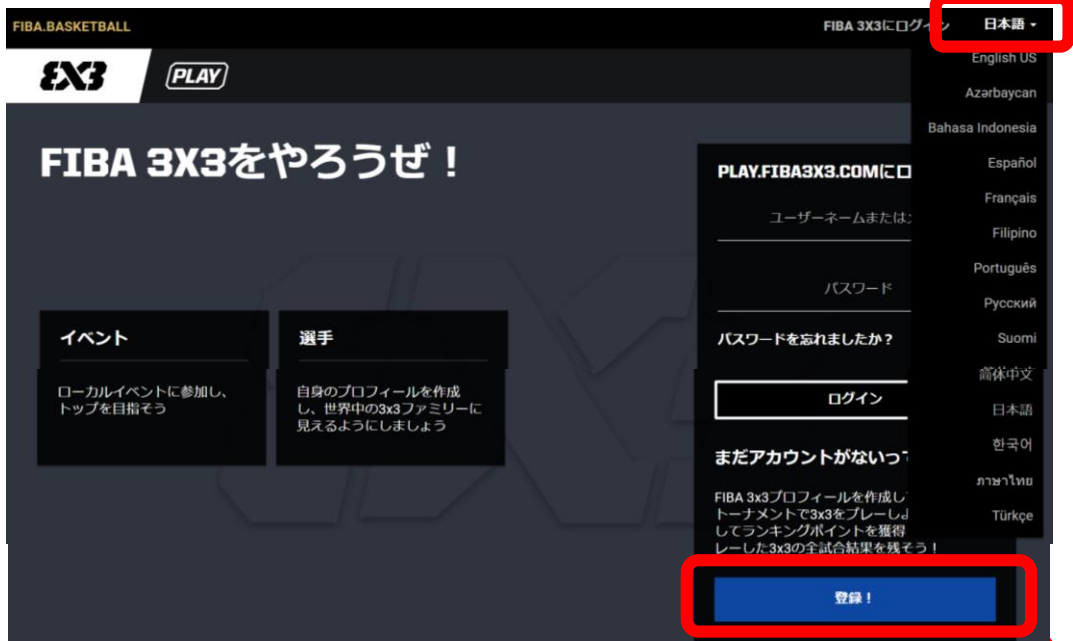 FIBA.BASKETBALL
FIBA 3X3にログイン
日本語
English US
Azərbaycan
Bahasa Indonesia
Español
Français
Filipino
Português
Русский
Suomi
简体中文
日本語
한국어
ภาษาไทย
Türkçe
3X3
PLAY
FIBA 3X3をやろうぜ！
イベント
ローカルイベントに参加し、
トップを目指そう
選手
自身のプロフィールを作成
し、世界中の3x3ファミリーに
見えるようにしましょう
PLAY.FIBA3X3.COMにロ
ユーザーネームまたは
パスワード
パスワードを忘れましたか？
ログイン
まだアカウントがないっ
FIBA 3x3プロフィールを作成し
トーナメントで3x3をプレーしよ
してランキングポイントを獲得
レーした3x3の全試合結果を残そう！
登録！